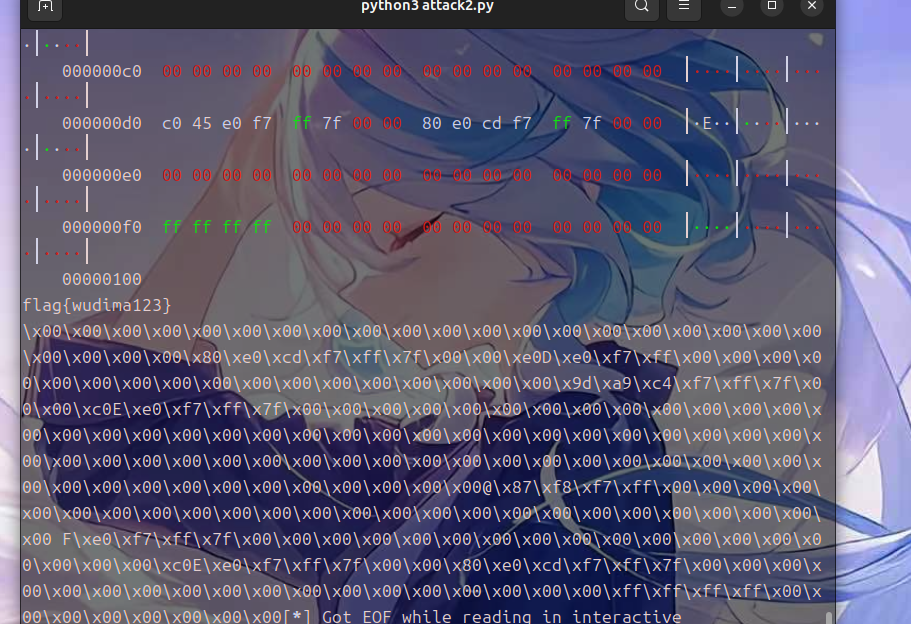 python3 attack2.py
·│····│
000000c0 00 00 00 00 00 00 00 00 00 00 00 00 00 00 00 00 │····│····│···
·│····│
000000d0 c0 45 e0 f7 ff 7f 00 00 80 e0 cd f7 ff 7f 00 00 │·E··│····│···
·│····│
000000e0 00 00 00 00 00 00 00 00 00 00 00 00 00 00 00 00 │····│····│···
·│····│
000000f0 ff ff ff ff 00 00 00 00 00 00 00 00 00 00 00 00 │····│····│···
·│····│
00000100
flag{wudima123}
\x00\x00\x00\x00\x00\x00\x00\x00\x00\x00\x00\x00\x00\x00\x00\x00\x00\x00\x00\x00
\x00\x00\x00\x00\x80\xe0\xcd\xf7\xff\x7f\x00\x00\xe0D\xe0\xf7\xff\x00\x00\x00\x0
0\x00\x00\x00\x00\x00\x00\x00\x00\x00\x00\x00\x00\x00\x9d\xa9\xc4\xf7\xff\x7f\x0
0\x00\xc0E\xe0\xf7\xff\x7f\x00\x00\x00\x00\x00\x00\x00\x00\x00\x00\x00\x00\x00\x
00\x00\x00\x00\x00\x00\x00\x00\x00\x00\x00\x00\x00\x00\x00\x00\x00\x00\x00\x00\x
00\x00\x00\x00\x00\x00\x00\x00\x00\x00\x00\x00\x00\x00\x00\x00\x00\x00\x00\x00\x
00\x00\x00\x00\x00\x00\x00\x00\x00\x00\x00@\x87\xf8\xf7\xff\x00\x00\x00\x00\x00\
x00\x00\x00\x00\x00\x00\x00\x00\x00\x00\x00\x00\x00\x00\x00\x00\x00\x00\x00\x00\
x00 F\xe0\xf7\xff\x7f\x00\x00\x00\x00\x00\x00\x00\x00\x00\x00\x00\x00\x00\x00\x0
0\x00\x00\x00\xc0E\xe0\xf7\xff\x7f\x00\x00\x80\xe0\xcd\xf7\xff\x7f\x00\x00\x00\x
00\x00\x00\x00\x00\x00\x00\x00\x00\x00\x00\x00\x00\x00\x00\xff\xff\xff\xff\x00\x
00\x00\x00\x00\x00\x00\x00[*] Got EOF while reading in interactive